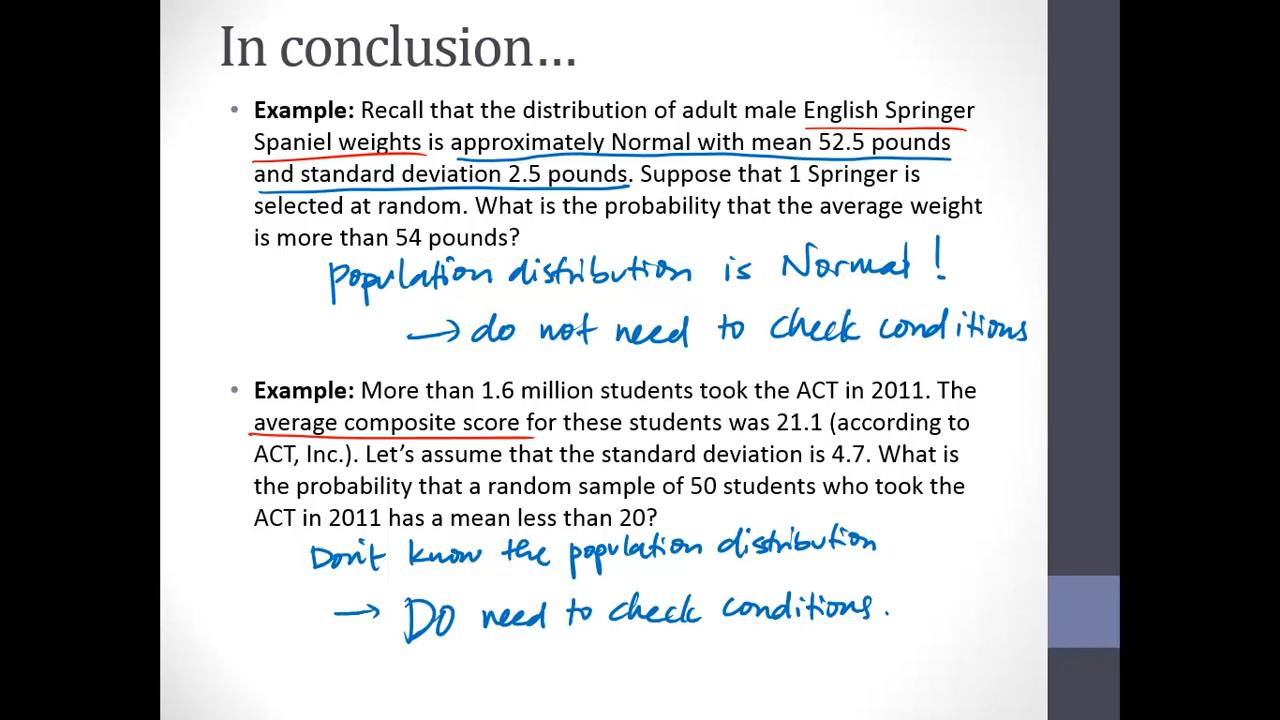 In conclusion…
• Example: Recall that the distribution of adult male English Springer
Spaniel weights is approximately Normal with mean 52.5 pounds
and standard deviation 2.5 pounds. Suppose that 1 Springer is
selected at random. What is the probability that the average weight
is more than 54 pounds?
population distribution is Normal!
→ do not need to check conditions
• Example: More than 1.6 million students took the ACT in 2011. The
average composite score for these students was 21.1 (according to
ACT, Inc.). Let's assume that the standard deviation is 4.7. What is
the probability that a random sample of 50 students who took the
ACT in 2011 has a mean less than 20?
Don't know the population distribution
→ DO need to check conditions.